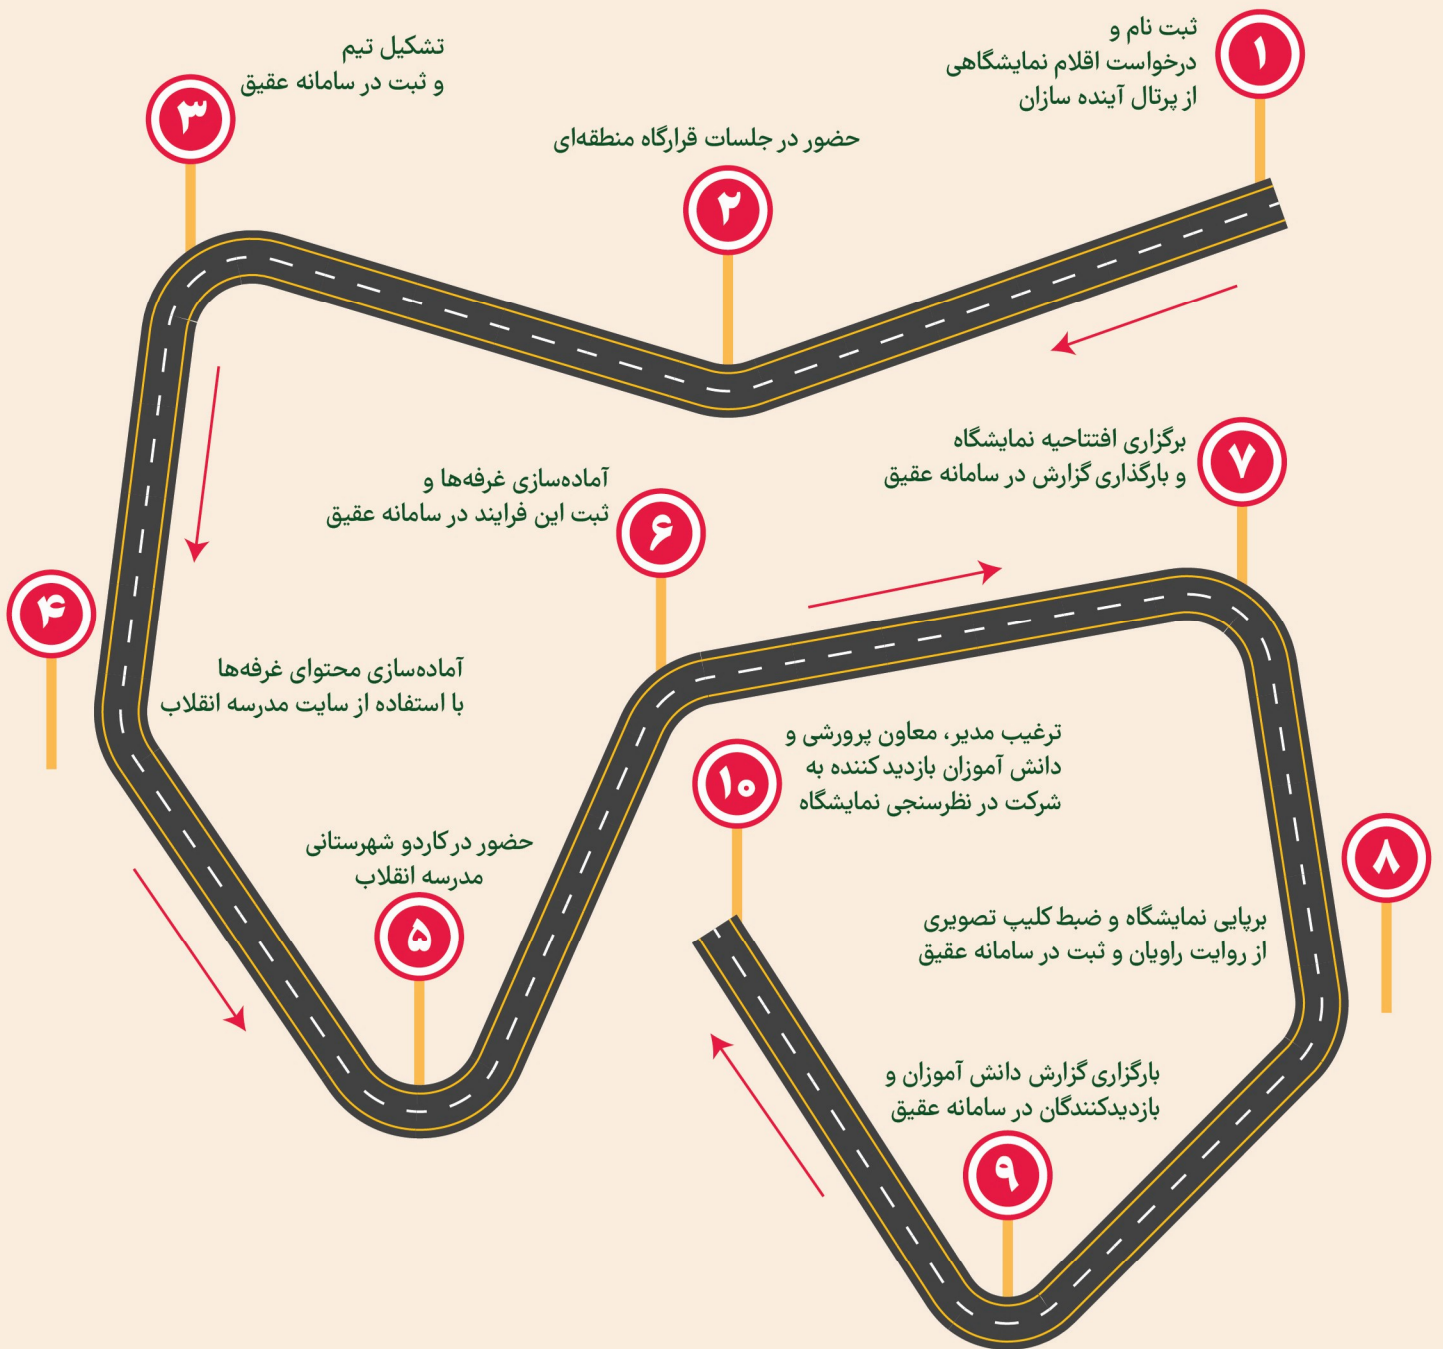 ۱
ثبت نام و
درخواست اقلام نمایشگاهی
از پرتال آینده سازان
۲
حضور در جلسات قرارگاه منطقه‌ای
۳
تشکیل تیم
و ثبت در سامانه عقیق
۴
آماده‌سازی محتوای غرفه‌ها
با استفاده از سایت مدرسه انقلاب
۵
حضور در کاردو شهرستانی
مدرسه انقلاب
۶
آماده‌سازی غرفه‌ها و
ثبت این فرایند در سامانه عقیق
۷
برگزاری افتتاحیه نمایشگاه
و بارگذاری گزارش در سامانه عقیق
۸
برپایی نمایشگاه و ضبط کلیپ تصویری
از روایت راویان و ثبت در سامانه عقیق
۹
بارگزاری گزارش دانش آموزان و
بازدیدکنندگان در سامانه عقیق
۱۰
ترغیب مدیر، معاون پرورشی و
دانش آموزان بازدید کننده به
شرکت در نظرسنجی نمایشگاه